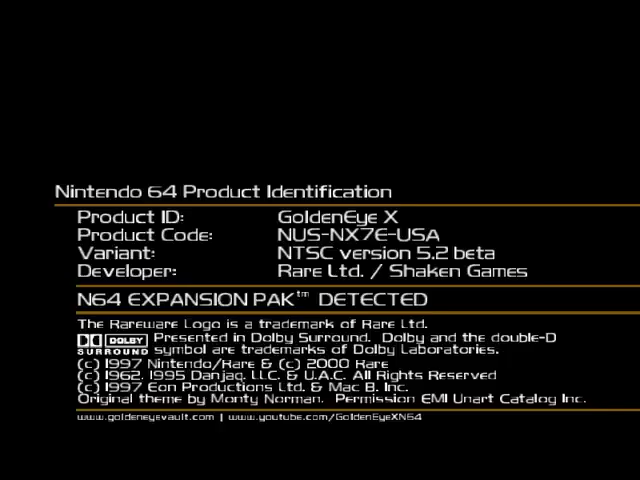 Nintendo 64 Product Identification
Product ID: GoldenEye X
Product Code: NUS-NX7E-USA
Variant: NTSC version 5.2 beta
Developer: Rare Ltd. / Shaken Games
N64 EXPANSION PAK™ DETECTED
The Rareware Logo is a trademark of Rare Ltd.
DOLBY SURROUND Presented in Dolby Surround. Dolby and the double-D
symbol are trademarks of Dolby Laboratories.
(c) 1997 Nintendo/Rare & (c) 2000 Rare
(c) 1962, 1995 Danjaq, LLC. & U.A.C. All Rights Reserved
(c) 1997 Eon Productions Ltd. & Mac B. Inc.
Original theme by Monty Norman. Permission EMI Unart Catalog Inc.
www.goldeneyevault.com | www.youtube.com/GoldenEyeXN64